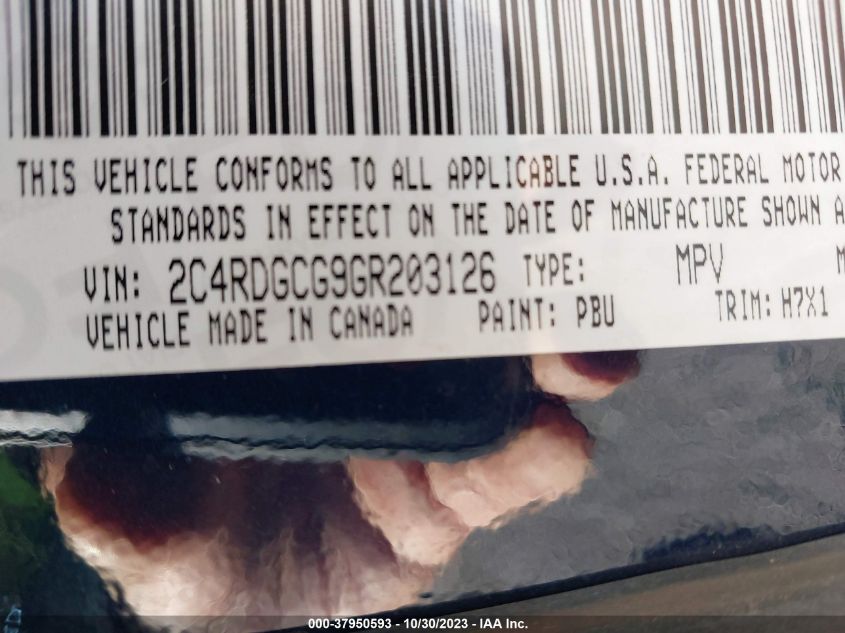 THIS VEHICLE CONFORMS TO ALL APPLICABLE U.S.A. FEDERAL MOTOR
STANDARDS IN EFFECT ON THE DATE OF MANUFACTURE SHOWN A
VIN: 2C4RDGCG9GR203126 TYPE: MPV M
VEHICLE MADE IN CANADA PAINT: PBU TRIM: H7X1
000-37950593 - 10/30/2023 - IAA Inc.